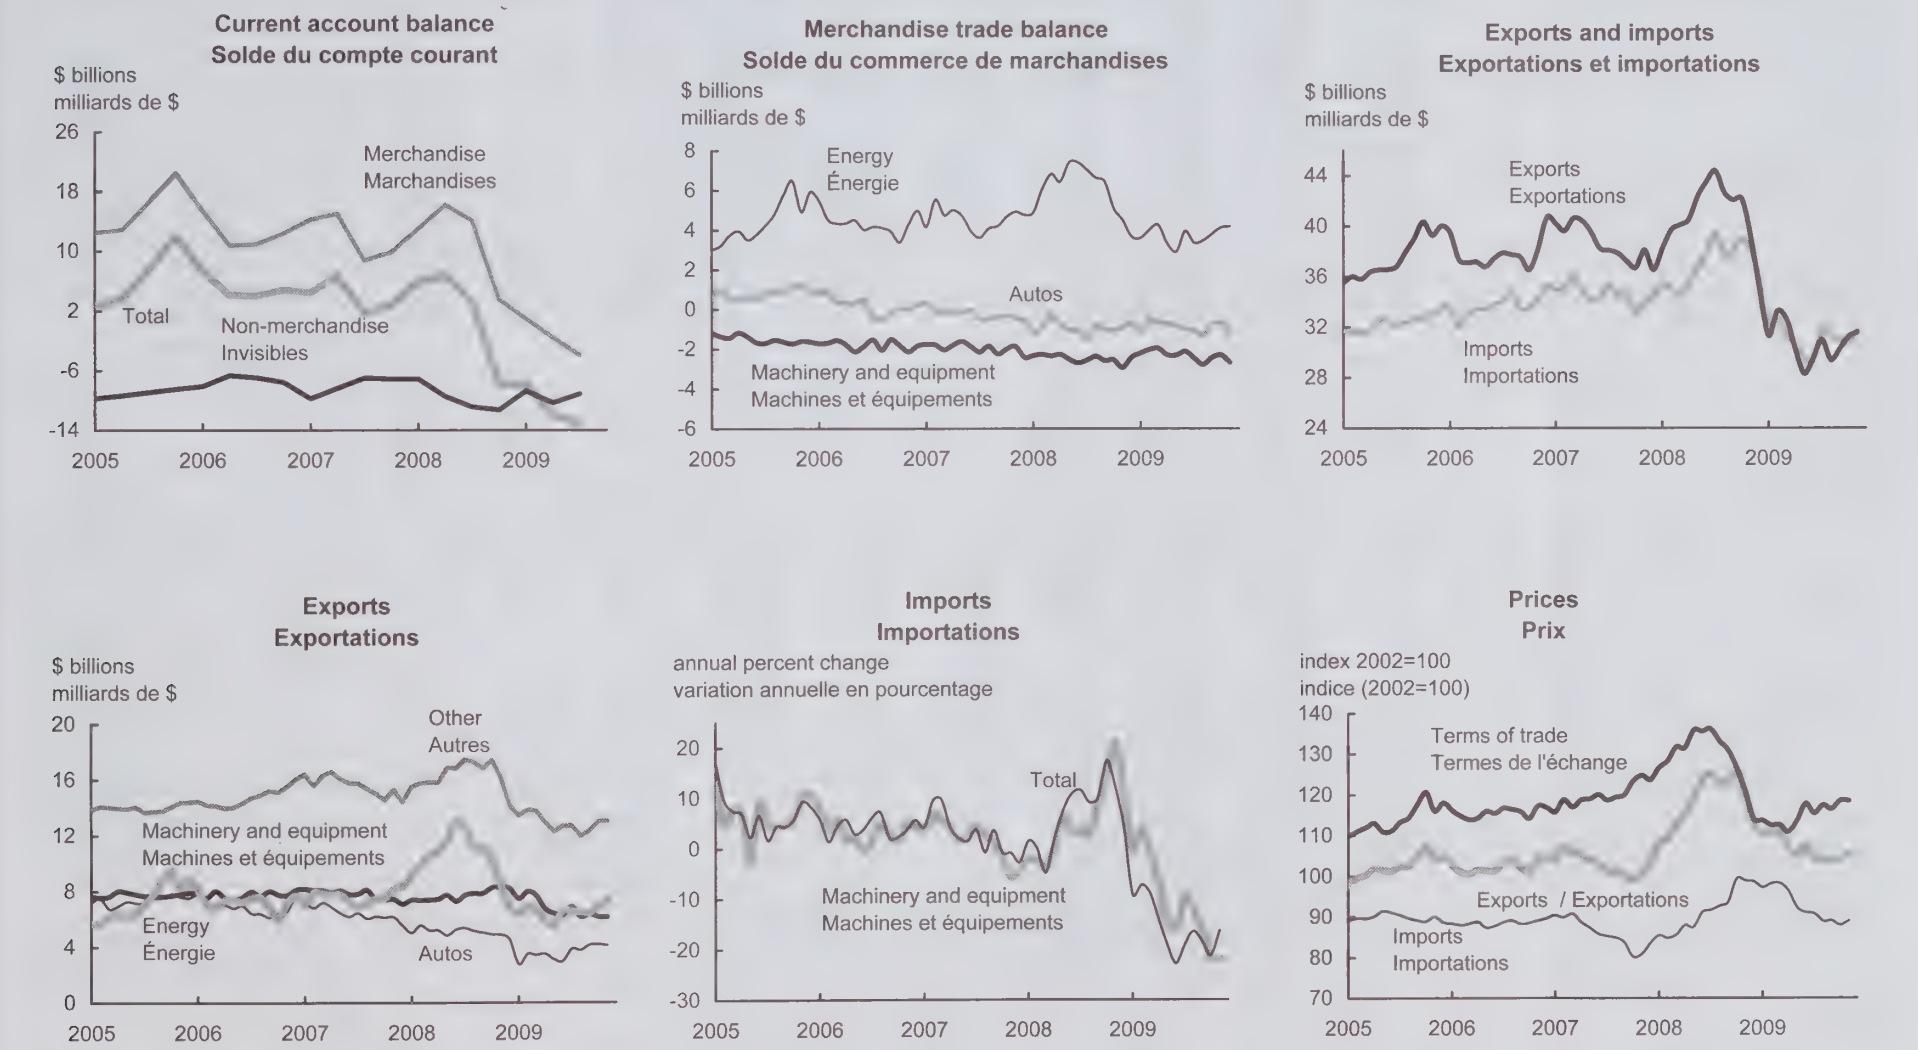 Current account balance
Solde du compte courant
$ billions
milliards de $
26
18
10
2
-6
-14
Merchandise
Marchandises
Total
Non-merchandise
Invisibles
2005 2006 2007 2008 2009
Merchandise trade balance
Solde du commerce de marchandises
$ billions
milliards de $
8
6
4
2
0
-2
-4
-6
Energy
Énergie
Autos
Machinery and equipment
Machines et équipements
2005 2006 2007 2008 2009
Exports and imports
Exportations et importations
$ billions
milliards de $
44
40
36
32
28
24
Exports
Exportations
Imports
Importations
2005 2006 2007 2008 2009
Exports
Exportations
$ billions
milliards de $
20
16
12
8
4
0
Other
Autres
Machinery and equipment
Machines et équipements
Energy
Énergie
Autos
2005 2006 2007 2008 2009
Imports
Importations
annual percent change
variation annuelle en pourcentage
20
10
0
-10
-20
-30
Total
Machinery and equipment
Machines et équipements
2005 2006 2007 2008 2009
Prices
Prix
index 2002=100
indice (2002=100)
140
130
120
110
100
90
80
70
Terms of trade
Termes de l'échange
Exports / Exportations
Imports
Importations
2005 2006 2007 2008 2009